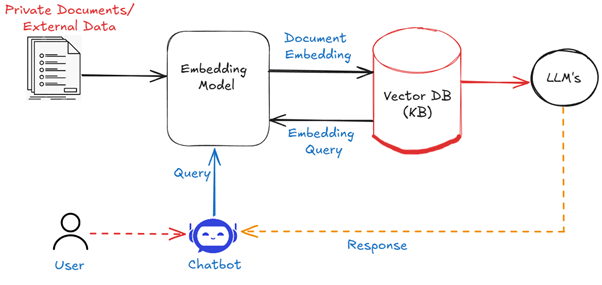 Private Documents/
External Data
Embedding
Model
Document
Embedding
Embedding
Query
Vector DB
(KB)
LLM's
Query
User
Chatbot
Response